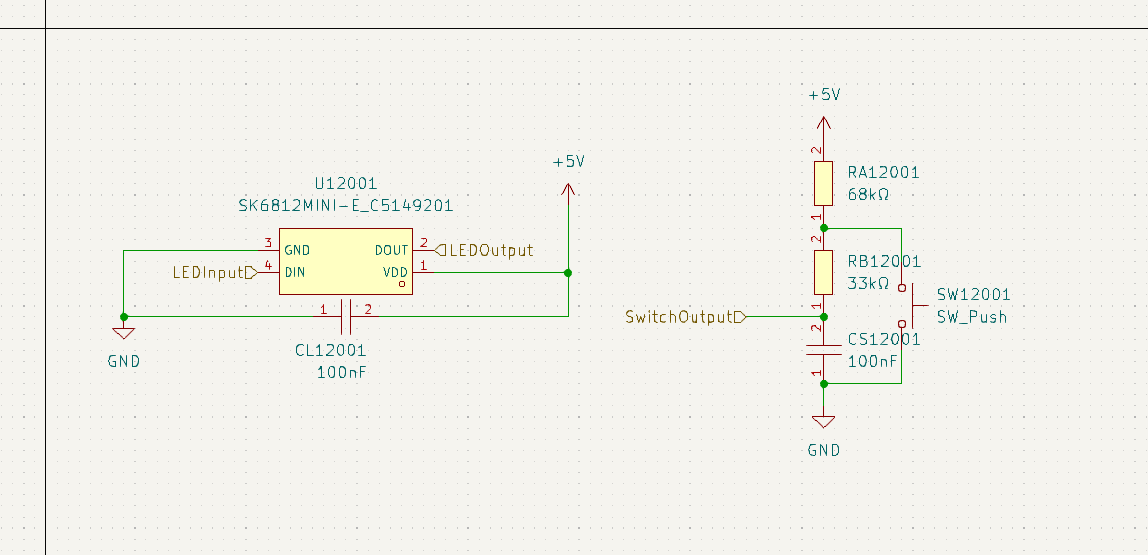 +5V
U12001
SK6812MINI-E_C5149201
3 GND DOUT 2 LEDOutput
LEDInput 4 DIN VDD 1
1 2
CL12001
100nF
GND
+5V
2
RA12001
68kΩ
1
2
RB12001
33kΩ
1
SW12001
SW_Push
SwitchOutput
2
CS12001
100nF
1
GND